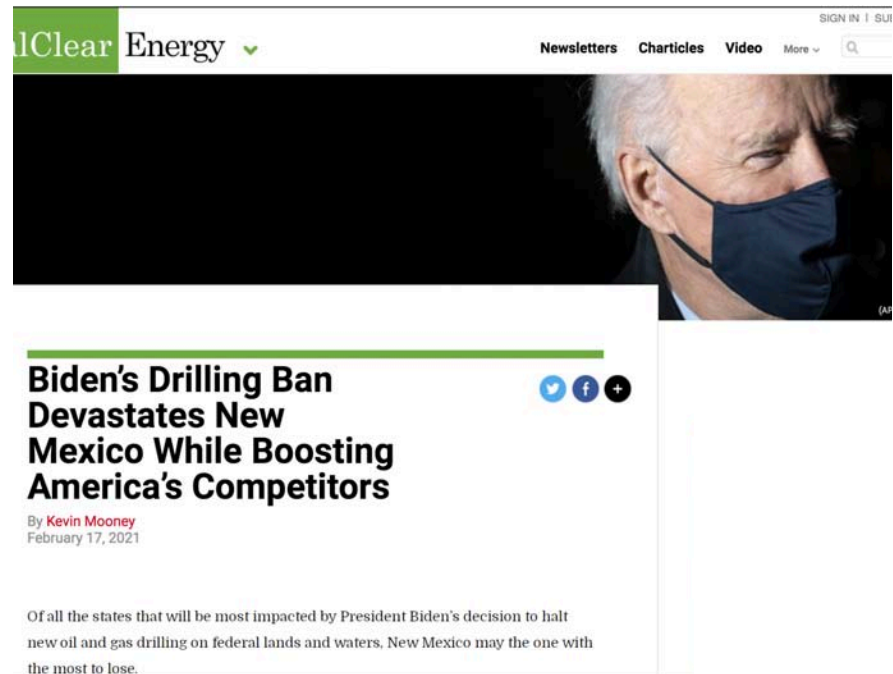 SIGN IN | SU
lClear Energy
Newsletters Charticles Video More
(AP
Biden's Drilling Ban
Devastates New
Mexico While Boosting
America's Competitors
By Kevin Mooney
February 17, 2021
Of all the states that will be most impacted by President Biden's decision to halt
new oil and gas drilling on federal lands and waters, New Mexico may the one with
the most to lose.